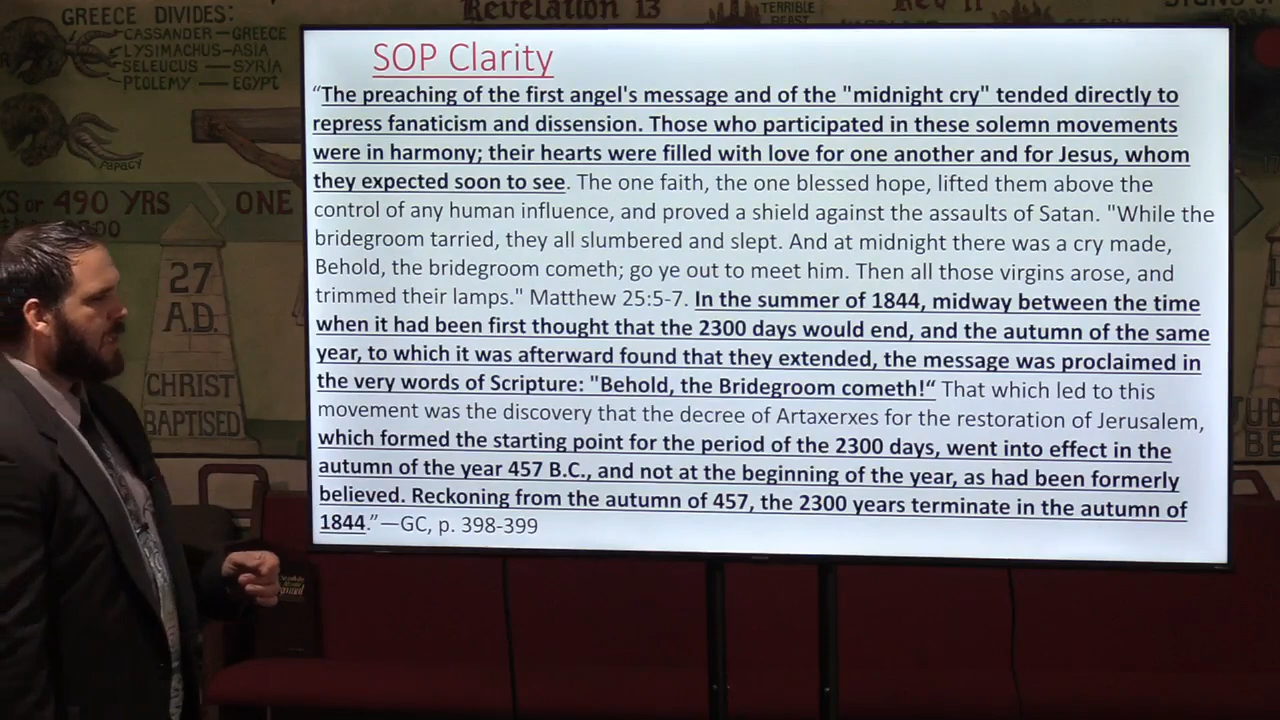 Revelation 13
Rev 11
TERRIBLE
BEAST
GREECE DIVIDES:
CASSANDER — GREECE
LYSIMACHUS-ASIA
SELEUCUS — SYRIA
PTOLEMY — EGYPT
PAPACY
KS or 490 YRS
ONE
27
A.D.
CHRIST
BAPTISED
SOP Clarity
“The preaching of the first angel's message and of the "midnight cry" tended directly to
repress fanaticism and dissension. Those who participated in these solemn movements
were in harmony; their hearts were filled with love for one another and for Jesus, whom
they expected soon to see. The one faith, the one blessed hope, lifted them above the
control of any human influence, and proved a shield against the assaults of Satan. "While the
bridegroom tarried, they all slumbered and slept. And at midnight there was a cry made,
Behold, the bridegroom cometh; go ye out to meet him. Then all those virgins arose, and
trimmed their lamps." Matthew 25:5-7. In the summer of 1844, midway between the time
when it had been first thought that the 2300 days would end, and the autumn of the same
year, to which it was afterward found that they extended, the message was proclaimed in
the very words of Scripture: "Behold, the Bridegroom cometh!“ That which led to this
movement was the discovery that the decree of Artaxerxes for the restoration of Jerusalem,
which formed the starting point for the period of the 2300 days, went into effect in the
autumn of the year 457 B.C., and not at the beginning of the year, as had been formerly
believed. Reckoning from the autumn of 457, the 2300 years terminate in the autumn of
1844.”—GC, p. 398-399